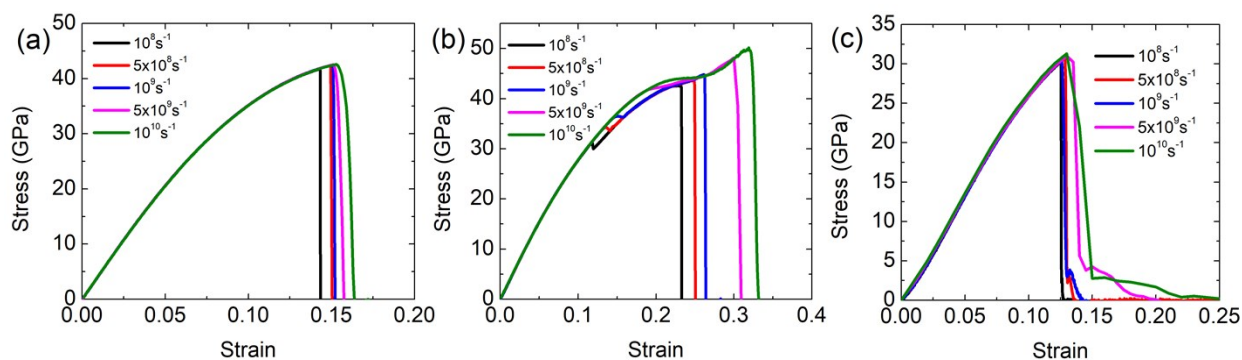 (a)
10⁸s⁻¹
5x10⁸s⁻¹
10⁹s⁻¹
5x10⁹s⁻¹
10¹⁰s⁻¹
50
40
30
20
10
0
Stress (GPa)
0.00 0.05 0.10 0.15 0.20
Strain
(b)
10⁸s⁻¹
5x10⁸s⁻¹
10⁹s⁻¹
5x10⁹s⁻¹
10¹⁰s⁻¹
50
40
30
20
10
0
Stress (GPa)
0.0 0.1 0.2 0.3 0.4
Strain
(c)
10⁸s⁻¹
5x10⁸s⁻¹
10⁹s⁻¹
5x10⁹s⁻¹
10¹⁰s⁻¹
35
30
25
20
15
10
5
0
Stress (GPa)
0.00 0.05 0.10 0.15 0.20 0.25
Strain